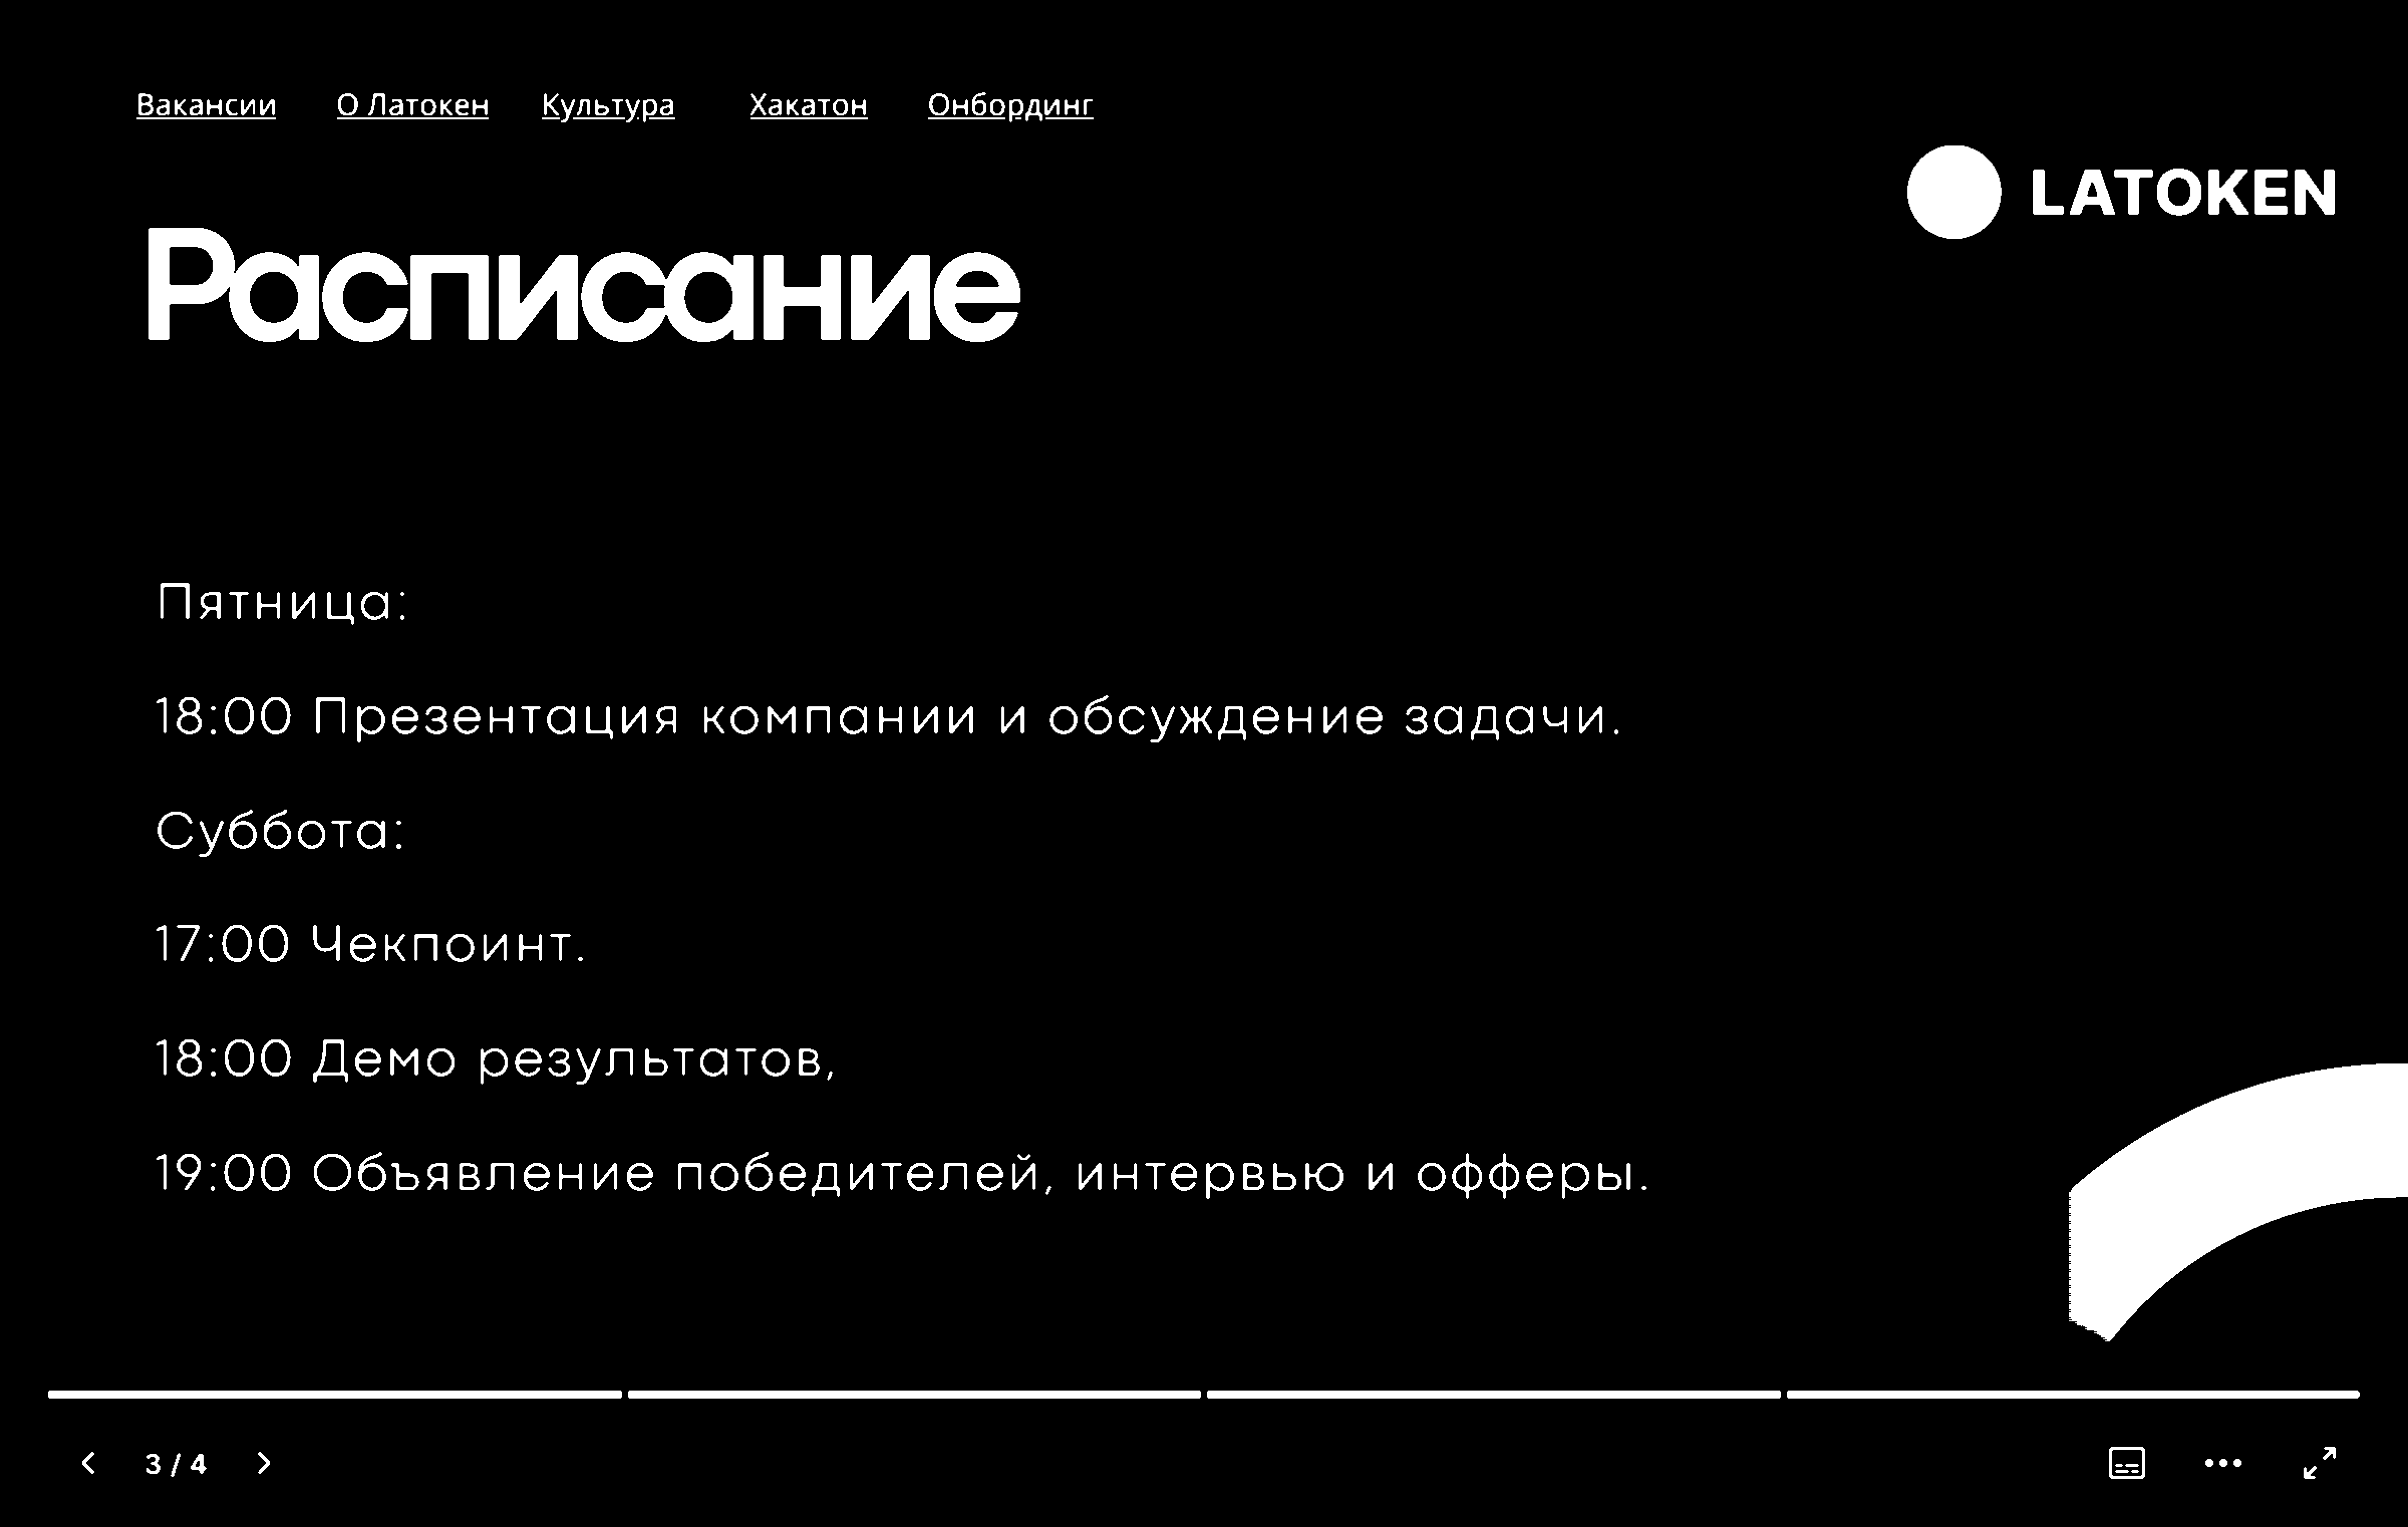 Вакансии О Латокен Культура Хакатон Онбординг
LATOKEN
Расписание
Пятница:
18:00 Презентация компании и обсуждение задачи.
Суббота:
17:00 Чекпоинт.
18:00 Демо результатов,
19:00 Объявление победителей, интервью и офферы.
3 / 4